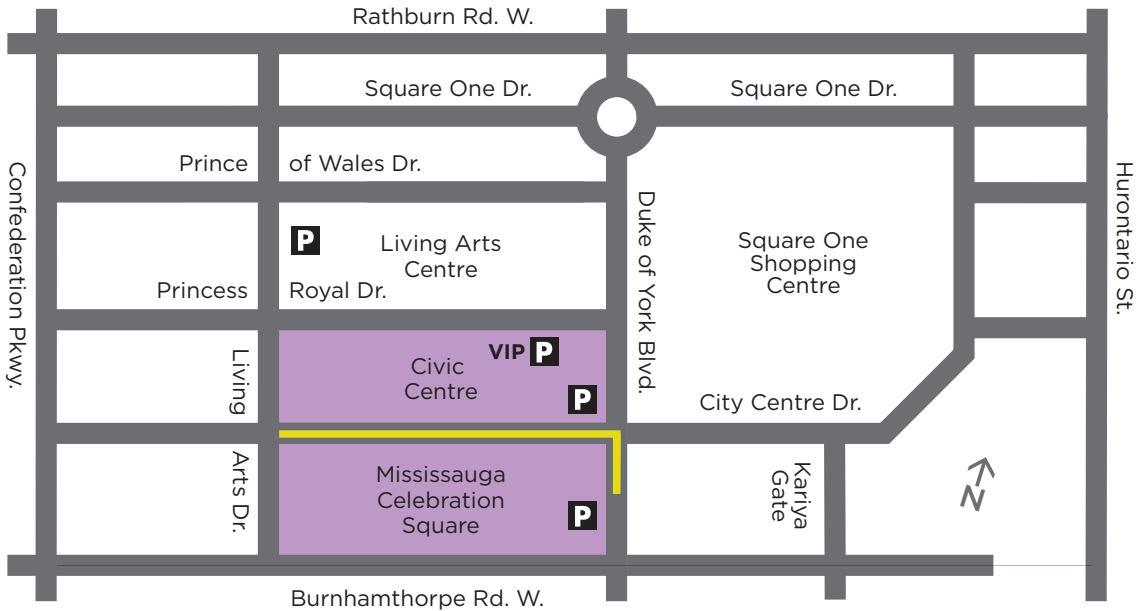 Rathburn Rd. W.
Square One Dr.
Square One Dr.
Prince of Wales Dr.
Confederation Pkwy.
Hurontario St.
Duke of York Blvd.
P
Living Arts
Centre
Square One
Shopping
Centre
Princess Royal Dr.
VIP P
Civic
Centre
P
Living
Arts Dr.
City Centre Dr.
Mississauga
Celebration
Square
P
Kariya
Gate
N
Burnhamthorpe Rd. W.